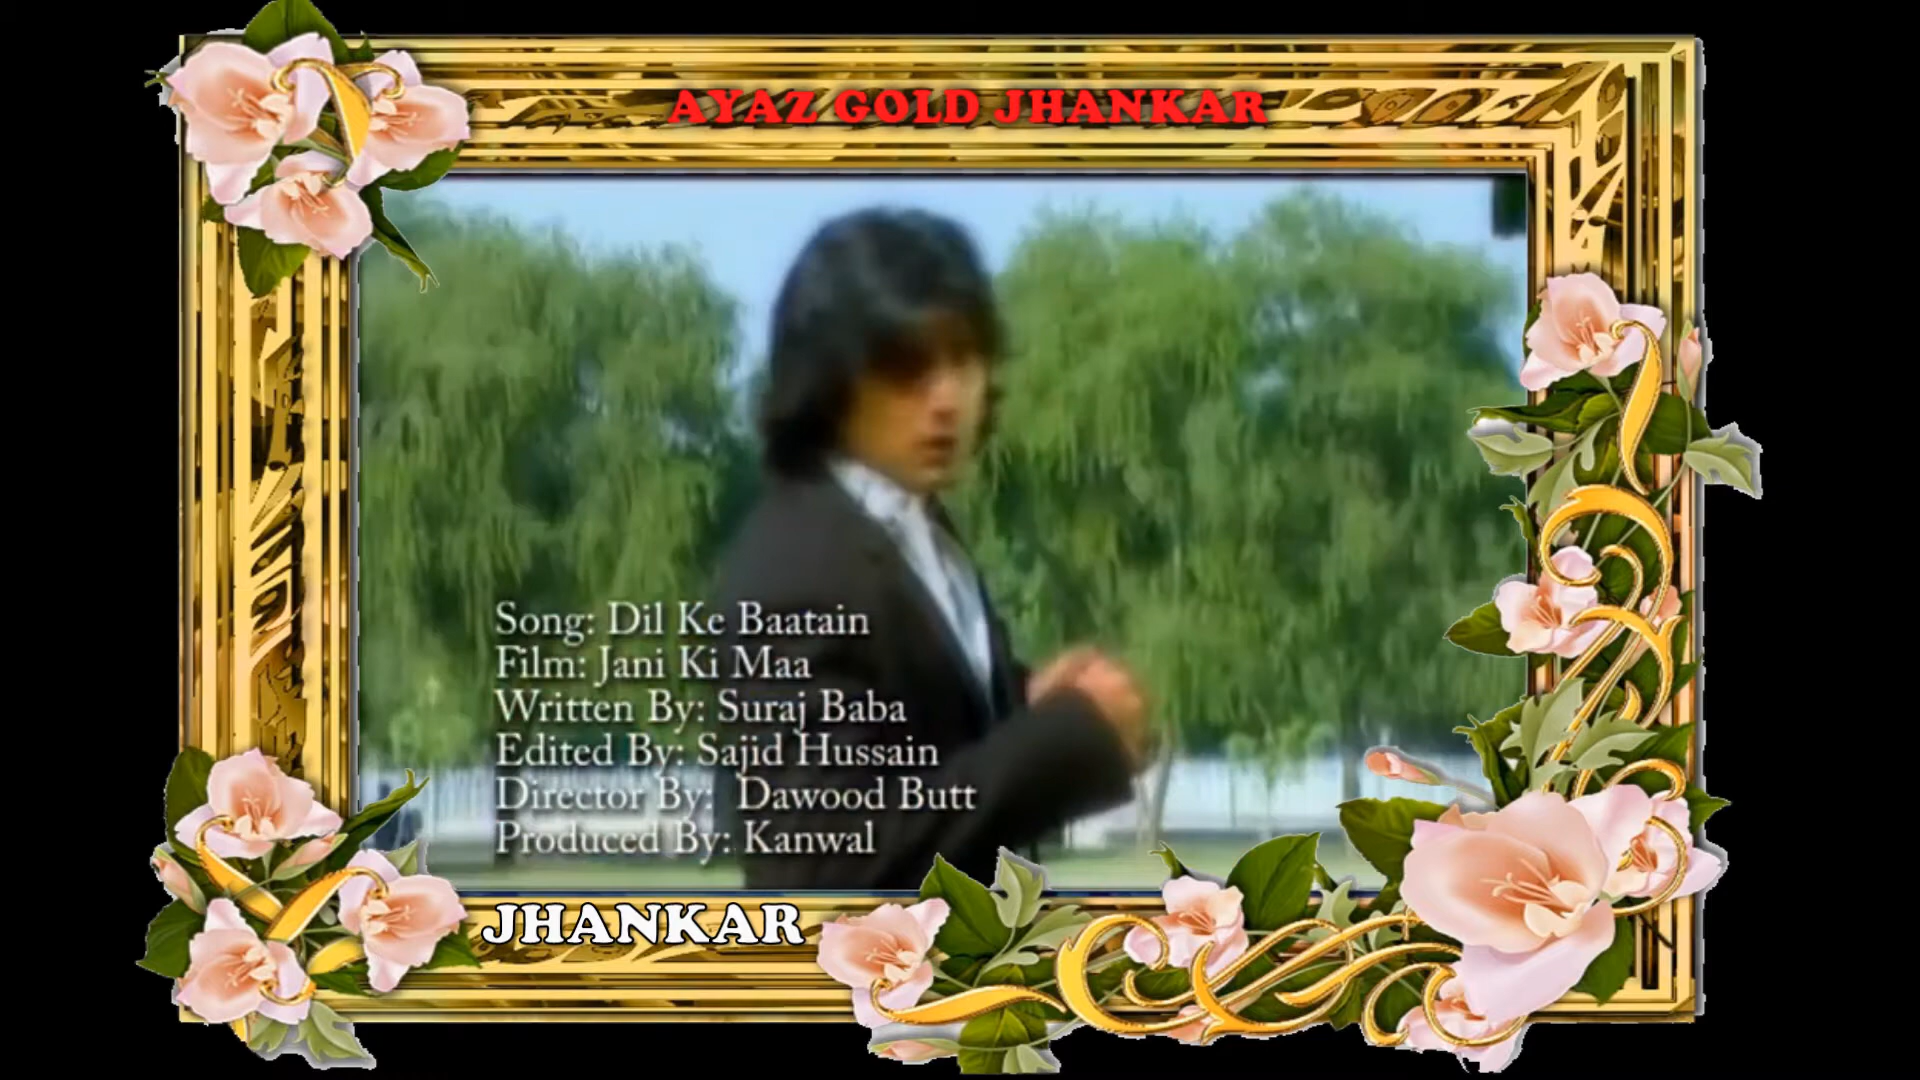 AYAZ GOLD JHANKAR
Song: Dil Ke Baatain
Film: Jani Ki Maa
Written By: Suraj Baba
Edited By: Sajid Hussain
Director By: Dawood Butt
Produced By: Kanwal
JHANKAR